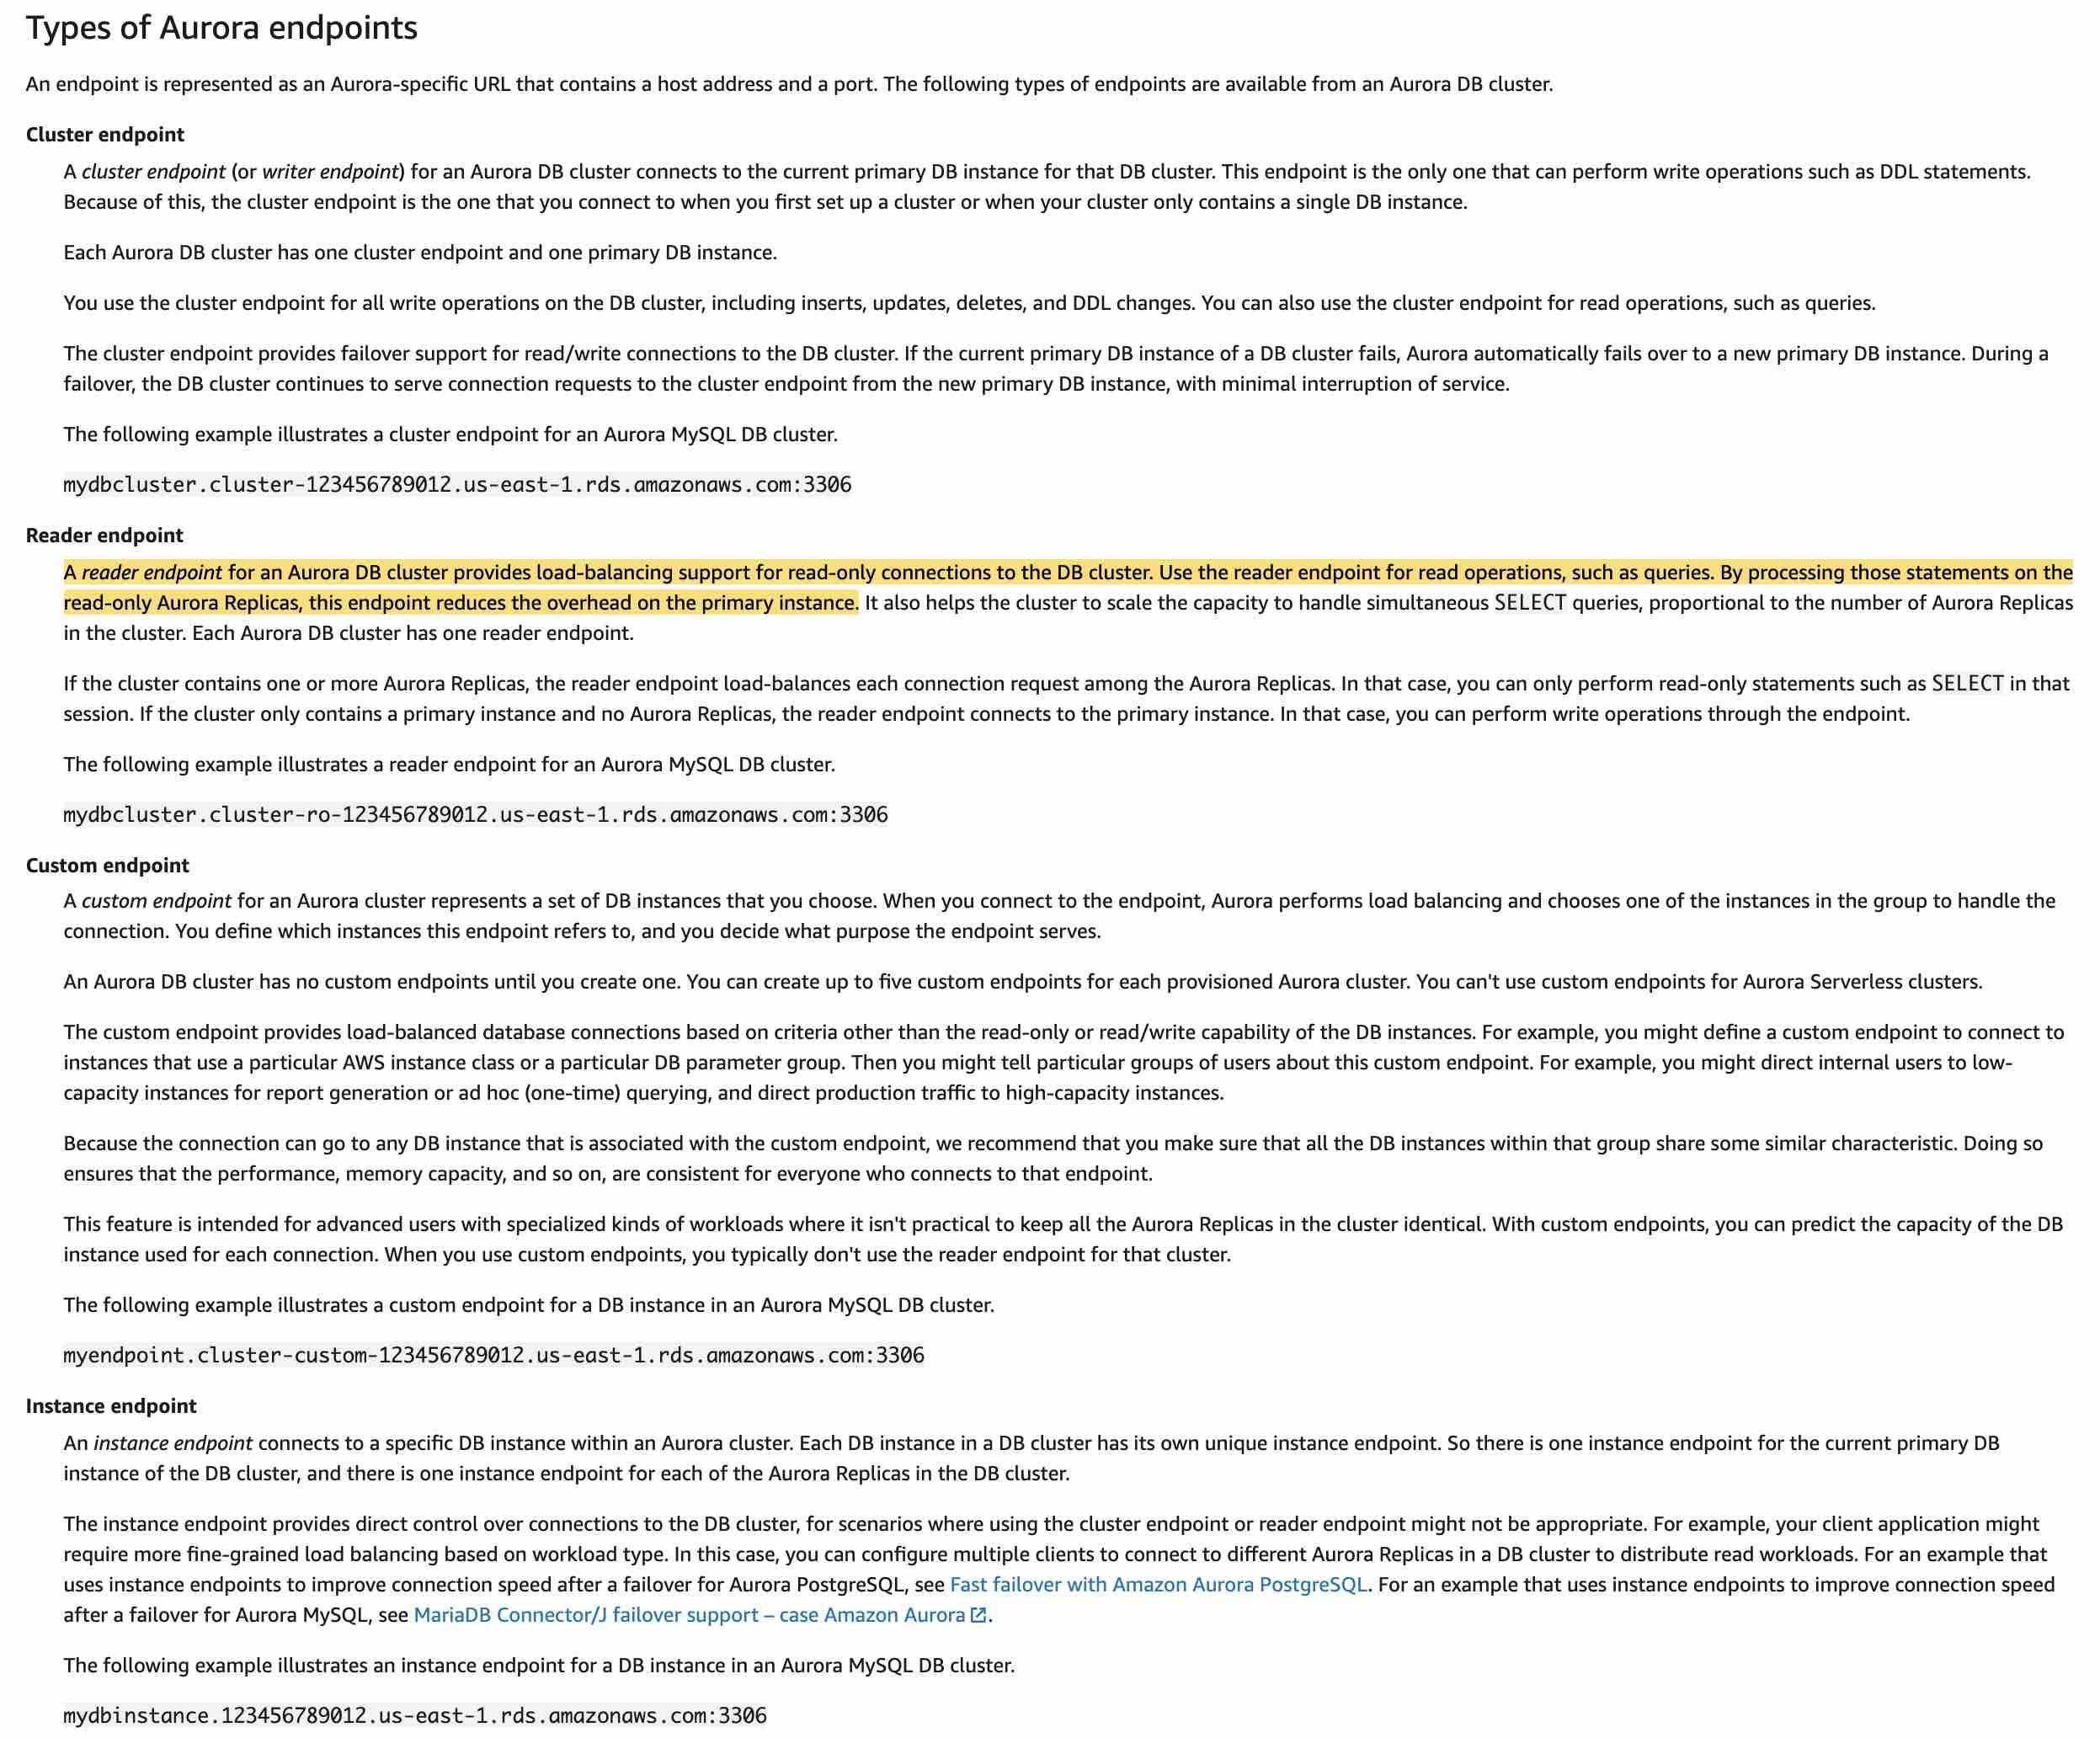 Types of Aurora endpoints
An endpoint is represented as an Aurora-specific URL that contains a host address and a port. The following types of endpoints are available from an Aurora DB cluster.
Cluster endpoint
A cluster endpoint (or writer endpoint) for an Aurora DB cluster connects to the current primary DB instance for that DB cluster. This endpoint is the only one that can perform write operations such as DDL statements.
Because of this, the cluster endpoint is the one that you connect to when you first set up a cluster or when your cluster only contains a single DB instance.
Each Aurora DB cluster has one cluster endpoint and one primary DB instance.
You use the cluster endpoint for all write operations on the DB cluster, including inserts, updates, deletes, and DDL changes. You can also use the cluster endpoint for read operations, such as queries.
The cluster endpoint provides failover support for read/write connections to the DB cluster. If the current primary DB instance of a DB cluster fails, Aurora automatically fails over to a new primary DB instance. During a
failover, the DB cluster continues to serve connection requests to the cluster endpoint from the new primary DB instance, with minimal interruption of service.
The following example illustrates a cluster endpoint for an Aurora MySQL DB cluster.
mydbcluster.cluster-123456789012.us-east-1.rds.amazonaws.com:3306
Reader endpoint
A reader endpoint for an Aurora DB cluster provides load-balancing support for read-only connections to the DB cluster. Use the reader endpoint for read operations, such as queries. By processing those statements on the
read-only Aurora Replicas, this endpoint reduces the overhead on the primary instance. It also helps the cluster to scale the capacity to handle simultaneous SELECT queries, proportional to the number of Aurora Replicas
in the cluster. Each Aurora DB cluster has one reader endpoint.
If the cluster contains one or more Aurora Replicas, the reader endpoint load-balances each connection request among the Aurora Replicas. In that case, you can only perform read-only statements such as SELECT in that
session. If the cluster only contains a primary instance and no Aurora Replicas, the reader endpoint connects to the primary instance. In that case, you can perform write operations through the endpoint.
The following example illustrates a reader endpoint for an Aurora MySQL DB cluster.
mydbcluster.cluster-ro-123456789012.us-east-1.rds.amazonaws.com:3306
Custom endpoint
A custom endpoint for an Aurora cluster represents a set of DB instances that you choose. When you connect to the endpoint, Aurora performs load balancing and chooses one of the instances in the group to handle the
connection. You define which instances this endpoint refers to, and you decide what purpose the endpoint serves.
An Aurora DB cluster has no custom endpoints until you create one. You can create up to five custom endpoints for each provisioned Aurora cluster. You can't use custom endpoints for Aurora Serverless clusters.
The custom endpoint provides load-balanced database connections based on criteria other than the read-only or read/write capability of the DB instances. For example, you might define a custom endpoint to connect to
instances that use a particular AWS instance class or a particular DB parameter group. Then you might tell particular groups of users about this custom endpoint. For example, you might direct internal users to low-
capacity instances for report generation or ad hoc (one-time) querying, and direct production traffic to high-capacity instances.
Because the connection can go to any DB instance that is associated with the custom endpoint, we recommend that you make sure that all the DB instances within that group share some similar characteristic. Doing so
ensures that the performance, memory capacity, and so on, are consistent for everyone who connects to that endpoint.
This feature is intended for advanced users with specialized kinds of workloads where it isn't practical to keep all the Aurora Replicas in the cluster identical. With custom endpoints, you can predict the capacity of the DB
instance used for each connection. When you use custom endpoints, you typically don't use the reader endpoint for that cluster.
The following example illustrates a custom endpoint for a DB instance in an Aurora MySQL DB cluster.
myendpoint.cluster-custom-123456789012.us-east-1.rds.amazonaws.com:3306
Instance endpoint
An instance endpoint connects to a specific DB instance within an Aurora cluster. Each DB instance in a DB cluster has its own unique instance endpoint. So there is one instance endpoint for the current primary DB
instance of the DB cluster, and there is one instance endpoint for each of the Aurora Replicas in the DB cluster.
The instance endpoint provides direct control over connections to the DB cluster, for scenarios where using the cluster endpoint or reader endpoint might not be appropriate. For example, your client application might
require more fine-grained load balancing based on workload type. In this case, you can configure multiple clients to connect to different Aurora Replicas in a DB cluster to distribute read workloads. For an example that
uses instance endpoints to improve connection speed after a failover for Aurora PostgreSQL, see Fast failover with Amazon Aurora PostgreSQL. For an example that uses instance endpoints to improve connection speed
after a failover for Aurora MySQL, see MariaDB Connector/J failover support – case Amazon Aurora.
The following example illustrates an instance endpoint for a DB instance in an Aurora MySQL DB cluster.
mydbinstance.123456789012.us-east-1.rds.amazonaws.com:3306